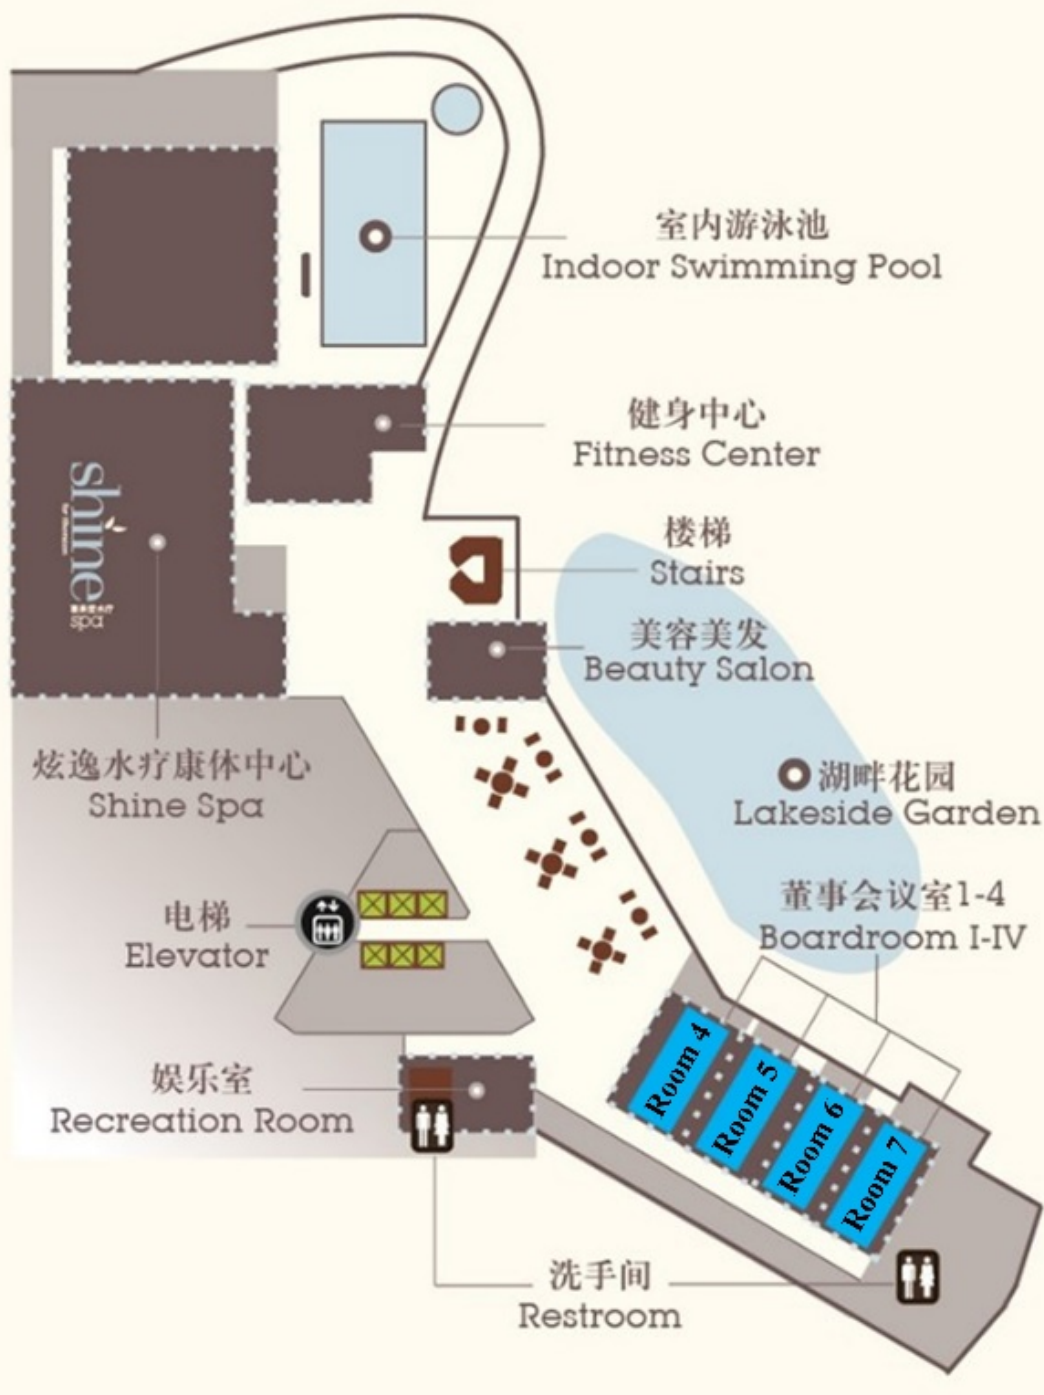 室内游泳池
Indoor Swimming Pool
健身中心
Fitness Center
shine
spa
楼梯
Stairs
美容美发
Beauty Salon
炫逸水疗康体中心
Shine Spa
湖畔花园
Lakeside Garden
董事会议室1-4
Boardroom I-IV
电梯
Elevator
Room 4
Room 5
Room 6
Room 7
娱乐室
Recreation Room
洗手间
Restroom